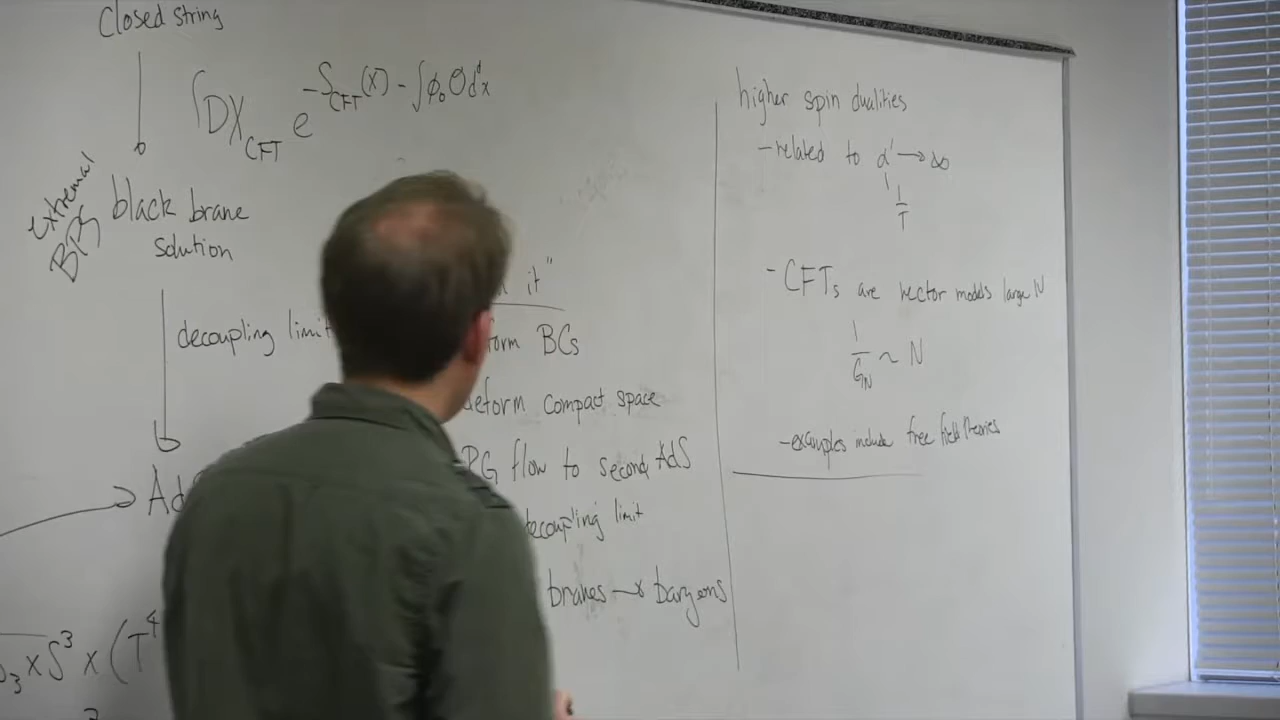 Closed string
∫DX_CFT e^{-S_CFT(X) - ∫ϕ₀ O d^dx}
extremal
BPS
black brane
solution
decoupling limit
Ad
S₃ x S³ x (T⁴
it"
form BCs
deform compact space
RG flow to second AdS
decoupling limit
branes → baryons
higher spin dualities
- related to α' → ∞
1
T
- CFTs are vector models large N
1/G_N ~ N
- examples include free field theories